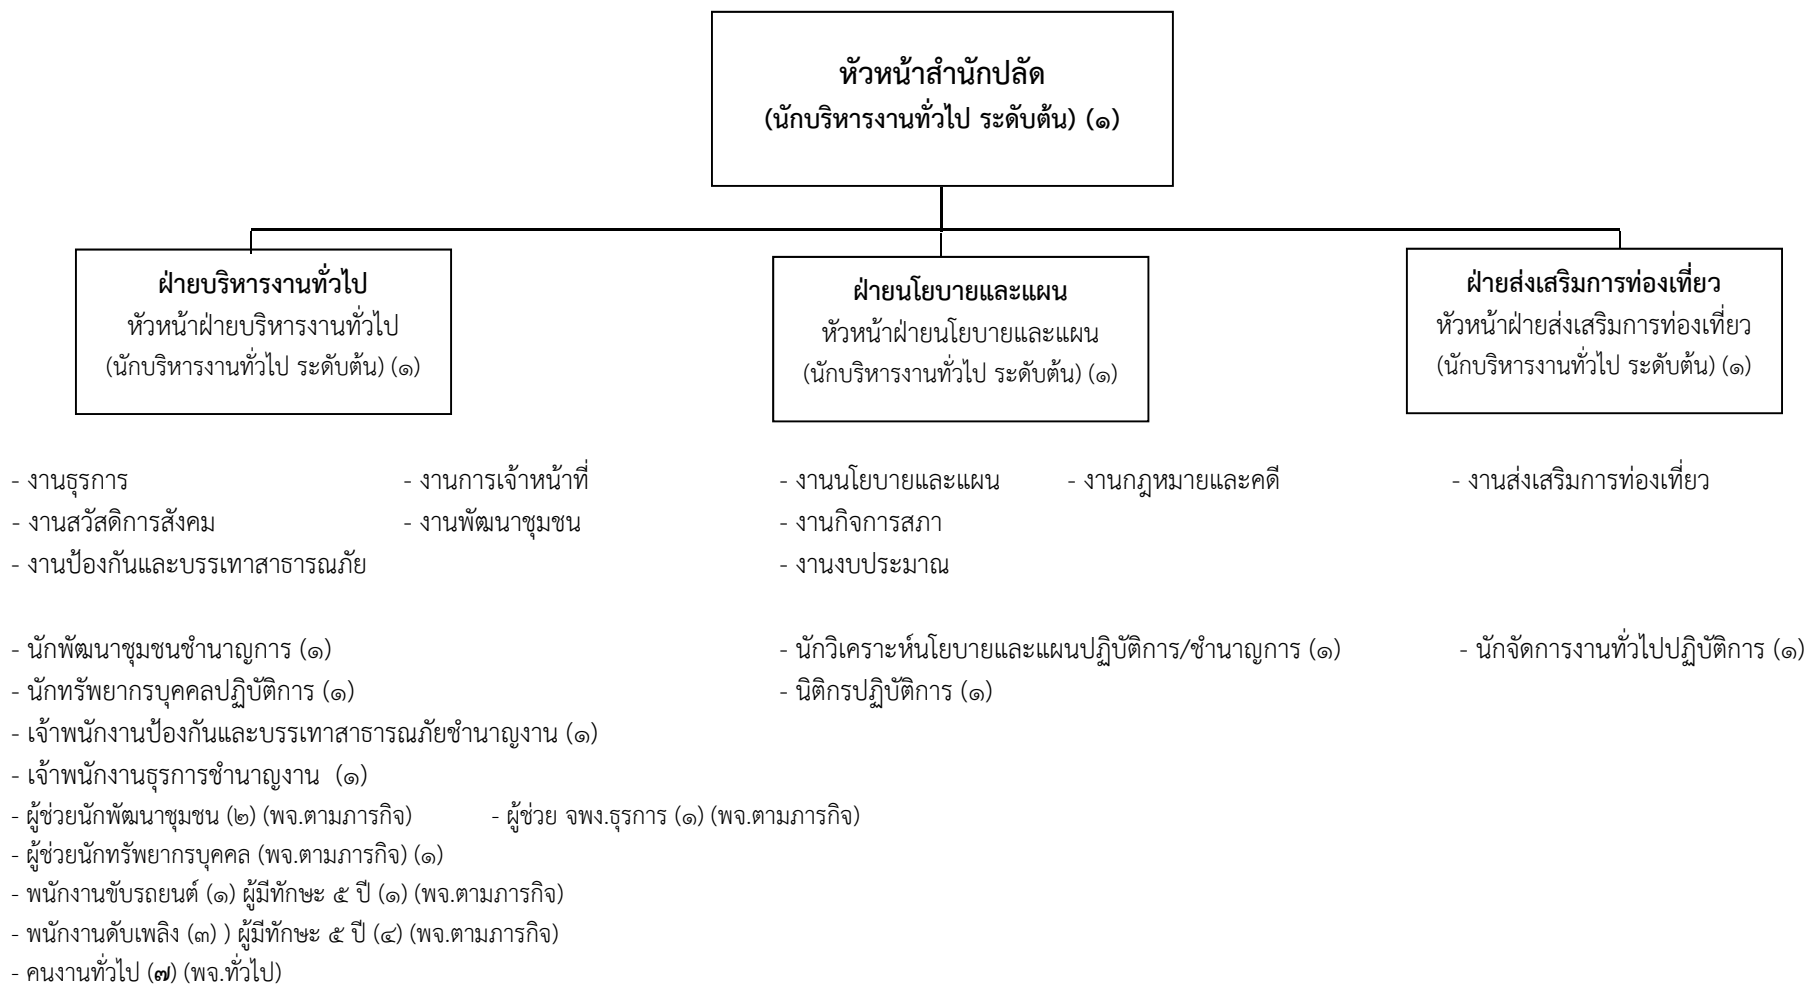 หัวหน้าสำนักปลัด
(นักบริหารงานทั่วไป ระดับต้น) (๑)
ฝ่ายบริหารงานทั่วไป
หัวหน้าฝ่ายบริหารงานทั่วไป
(นักบริหารงานทั่วไป ระดับต้น) (๑)
ฝ่ายนโยบายและแผน
หัวหน้าฝ่ายนโยบายและแผน
(นักบริหารงานทั่วไป ระดับต้น) (๑)
ฝ่ายส่งเสริมการท่องเที่ยว
หัวหน้าฝ่ายส่งเสริมการท่องเที่ยว
(นักบริหารงานทั่วไป ระดับต้น) (๑)
- งานธุรการ - งานการเจ้าหน้าที่ - งานนโยบายและแผน - งานกฎหมายและคดี - งานส่งเสริมการท่องเที่ยว
- งานสวัสดิการสังคม - งานพัฒนาชุมชน - งานกิจการสภา
- งานป้องกันและบรรเทาสาธารณภัย - งานงบประมาณ
- นักพัฒนาชุมชนชำนาญการ (๑) - นักวิเคราะห์นโยบายและแผนปฏิบัติการ/ชำนาญการ (๑) - นักจัดการงานทั่วไปปฏิบัติการ (๑)
- นักทรัพยากรบุคคลปฏิบัติการ (๑) - นิติกรปฏิบัติการ (๑)
- เจ้าพนักงานป้องกันและบรรเทาสาธารณภัยชำนาญงาน (๑)
- เจ้าพนักงานธุรการชำนาญงาน (๑)
- ผู้ช่วยนักพัฒนาชุมชน (๒) (พจ.ตามภารกิจ) - ผู้ช่วย จพง.ธุรการ (๑) (พจ.ตามภารกิจ)
- ผู้ช่วยนักทรัพยากรบุคคล (พจ.ตามภารกิจ) (๑)
- พนักงานขับรถยนต์ (๑) ผู้มีทักษะ ๕ ปี (๑) (พจ.ตามภารกิจ)
- พนักงานดับเพลิง (๓) ) ผู้มีทักษะ ๕ ปี (๔) (พจ.ตามภารกิจ)
- คนงานทั่วไป (๗) (พจ.ทั่วไป)